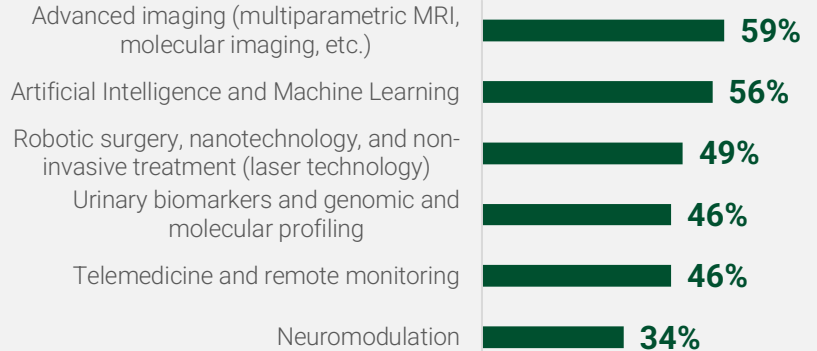 Advanced imaging (multiparametric MRI,
molecular imaging, etc.)
59%
Artificial Intelligence and Machine Learning
56%
Robotic surgery, nanotechnology, and non-
invasive treatment (laser technology)
49%
Urinary biomarkers and genomic and
molecular profiling
46%
Telemedicine and remote monitoring
46%
Neuromodulation
34%